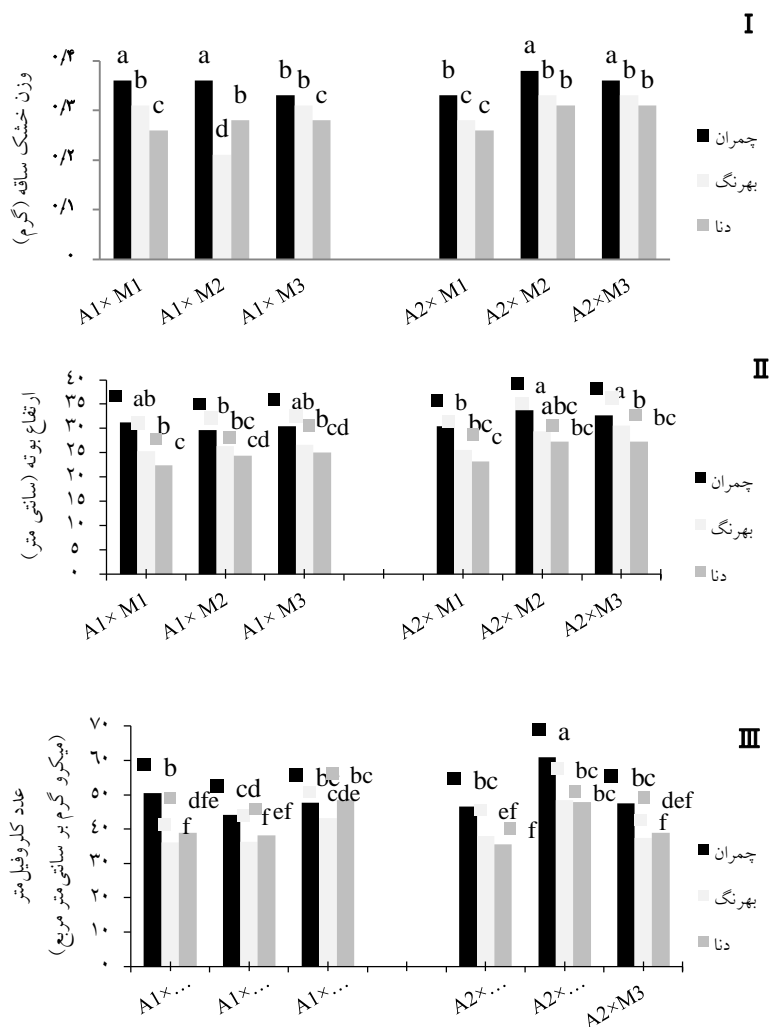 I
وزن خشک ساقه (گرم)
۰/۴
۰/۳
۰/۲
۰/۱
۰
a b c
a d b
b b c
b c c
a b b
a b b
A1× M1
A1× M2
A1× M3
A2× M1
A2× M2
A2×M3
چمران
بهرنگ
دنا
II
ارتفاع بوته (سانتی متر)
۴۰
۳۵
۳۰
۲۵
۲۰
۱۵
۱۰
۵
۰
ab b c
b bc cd
ab b cd
b bc c
a abc bc
a b bc
A1× M1
A1× M2
A1× M3
A2× M1
A2× M2
A2×M3
چمران
بهرنگ
دنا
III
عدد کلروفیل‌متر
(میکرو گرم بر سانتی‌متر مربع)
۷۰
۶۰
۵۰
۴۰
۳۰
۲۰
۱۰
۰
b f dfe
cd f ef
bc cde bc
bc ef f
a bc bc
bc f def
A1×…
A1×…
A1×…
A2×…
A2×…
A2×M3
چمران
بهرنگ
دنا